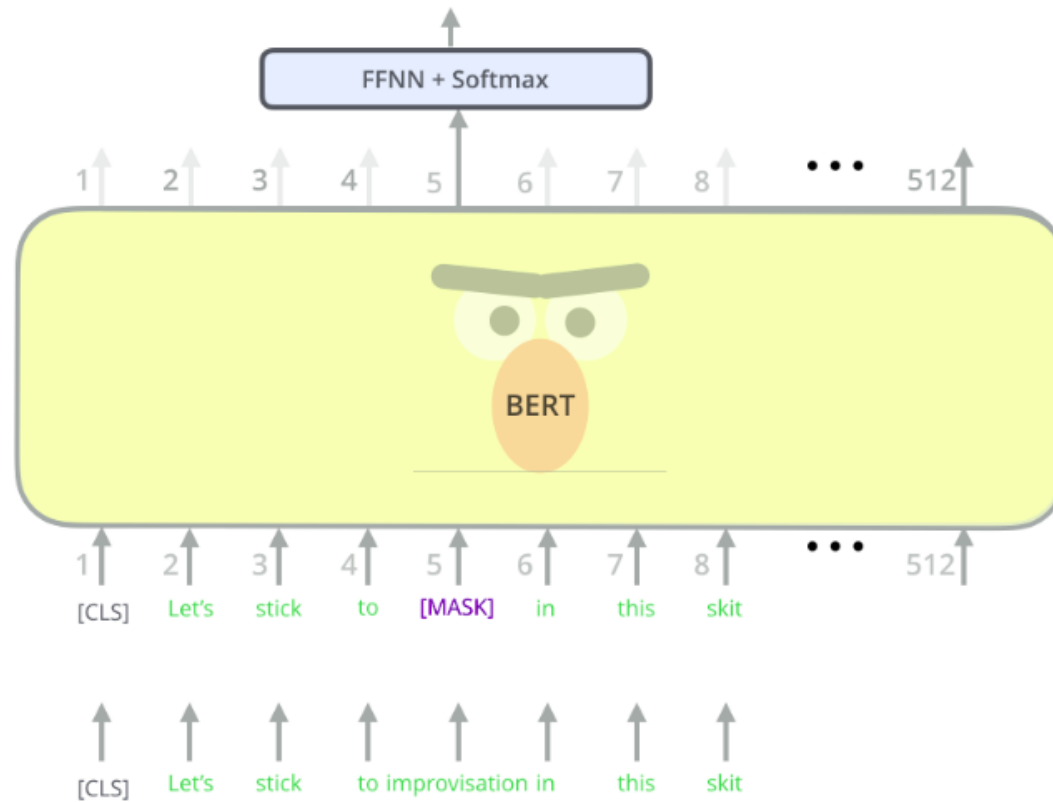 FFNN + Softmax
1 2 3 4 5 6 7 8 ••• 512
BERT
1 2 3 4 5 6 7 8 ••• 512
[CLS] Let's stick to [MASK] in this skit
[CLS] Let's stick to improvisation in this skit